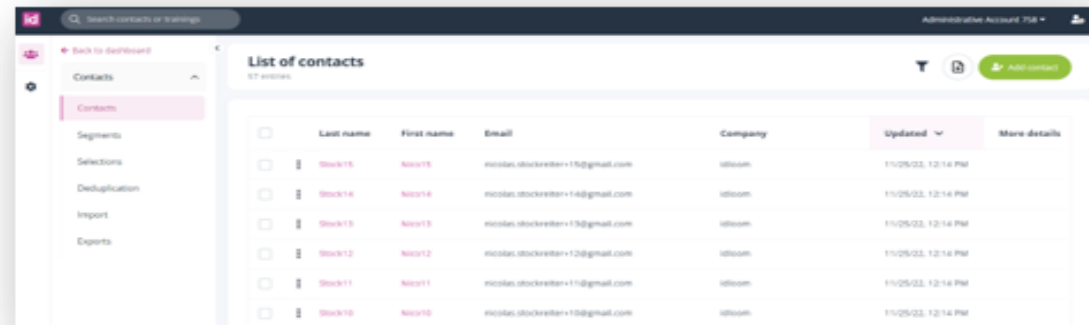 id Search contacts or trainings Administrative Account 758
Back to dashboard
Contacts
Contacts
Segments
Selections
Deduplication
Import
Exports
List of contacts
57 entries
Add contact
Last name First name Email Company Updated More details
Stock15 Nico15 nicolas.stockreiter+15@gmail.com idloom 11/25/22, 12:14 PM
Stock14 Nico14 nicolas.stockreiter+14@gmail.com idloom 11/25/22, 12:14 PM
Stock13 Nico13 nicolas.stockreiter+13@gmail.com idloom 11/25/22, 12:14 PM
Stock12 Nico12 nicolas.stockreiter+12@gmail.com idloom 11/25/22, 12:14 PM
Stock11 Nico11 nicolas.stockreiter+11@gmail.com idloom 11/25/22, 12:14 PM
Stock10 Nico10 nicolas.stockreiter+10@gmail.com idloom 11/25/22, 12:14 PM